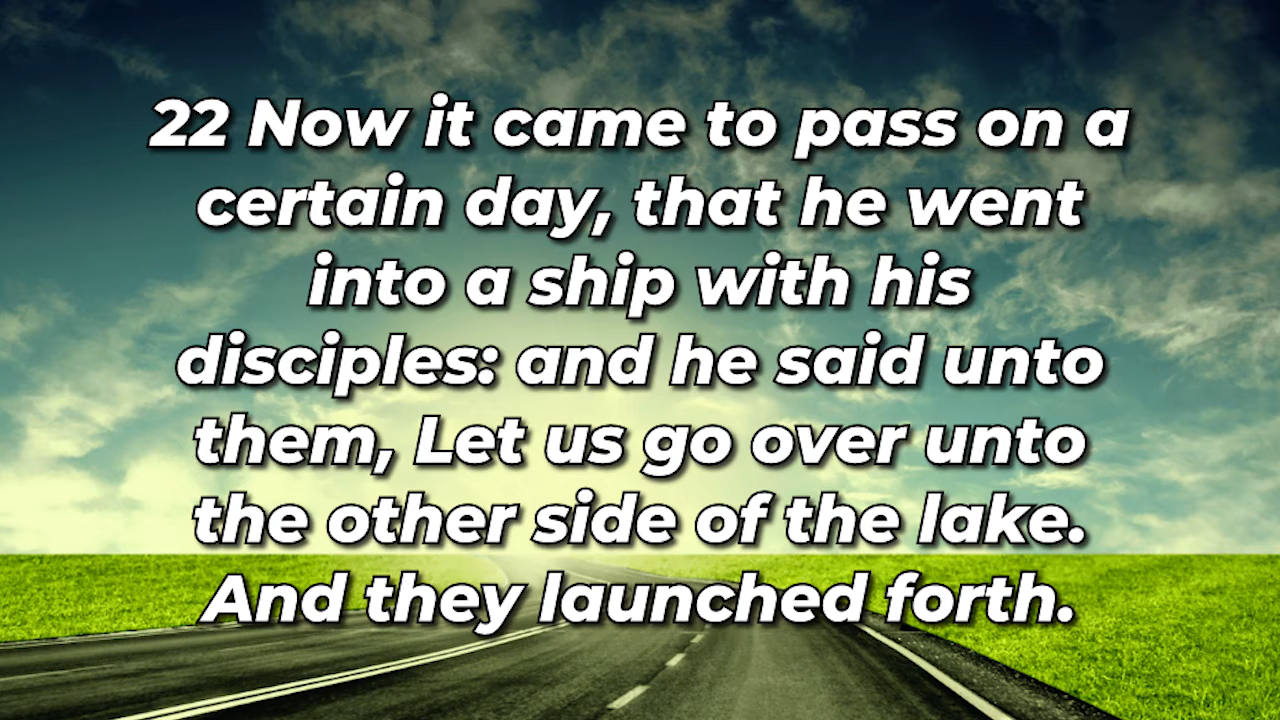 22 Now it came to pass on a
certain day, that he went
into a ship with his
disciples: and he said unto
them, Let us go over unto
the other side of the lake.
And they launched forth.